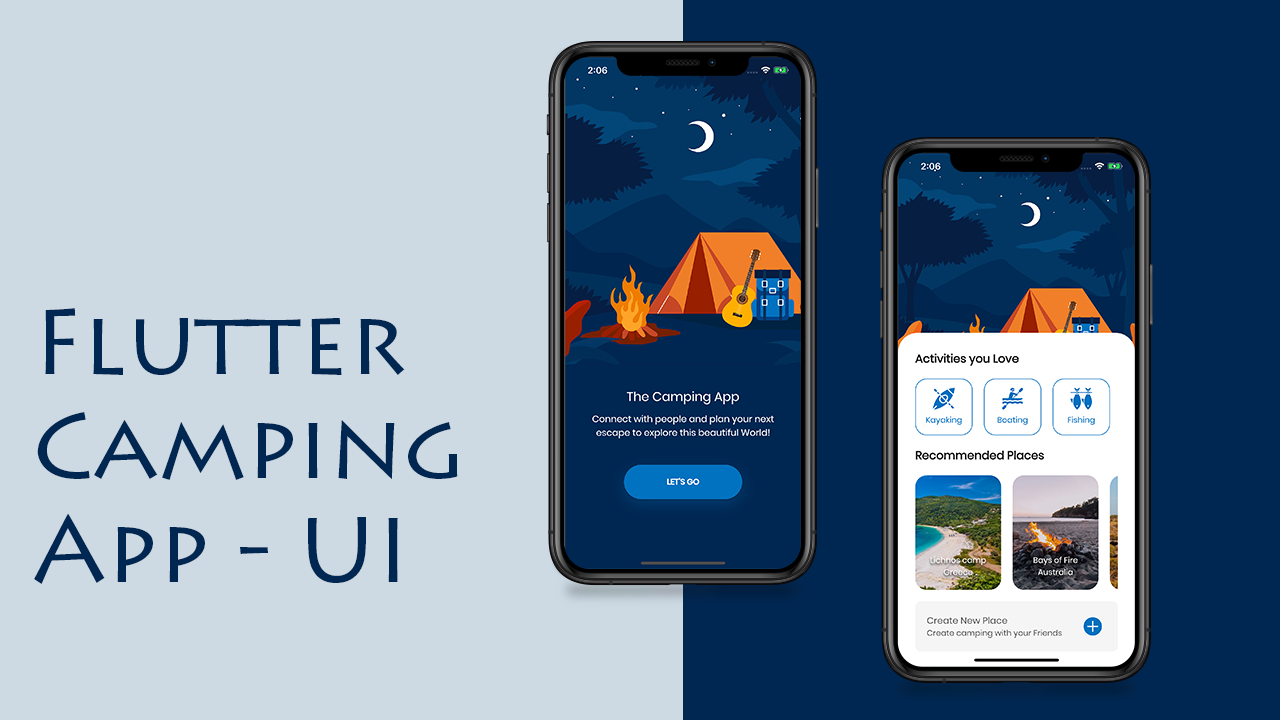 Flutter
Camping
App - UI
2:06
The Camping App
Connect with people and plan your next
escape to explore this beautiful World!
LET'S GO
2:06
Activities you Love
Kayaking
Boating
Fishing
Recommended Places
Lichnos camp
Greece
Bays of Fire
Australia
Create New Place
Create camping with your Friends